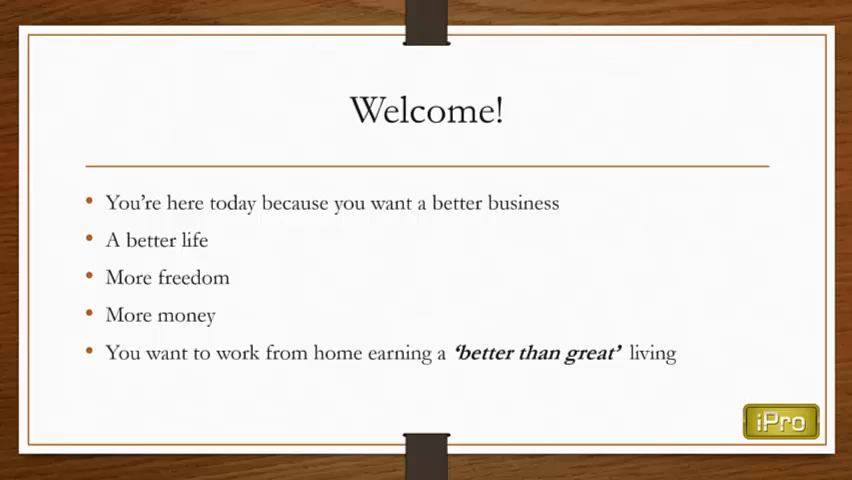 Welcome!
• You’re here today because you want a better business
• A better life
• More freedom
• More money
• You want to work from home earning a ‘better than great’ living
iPro